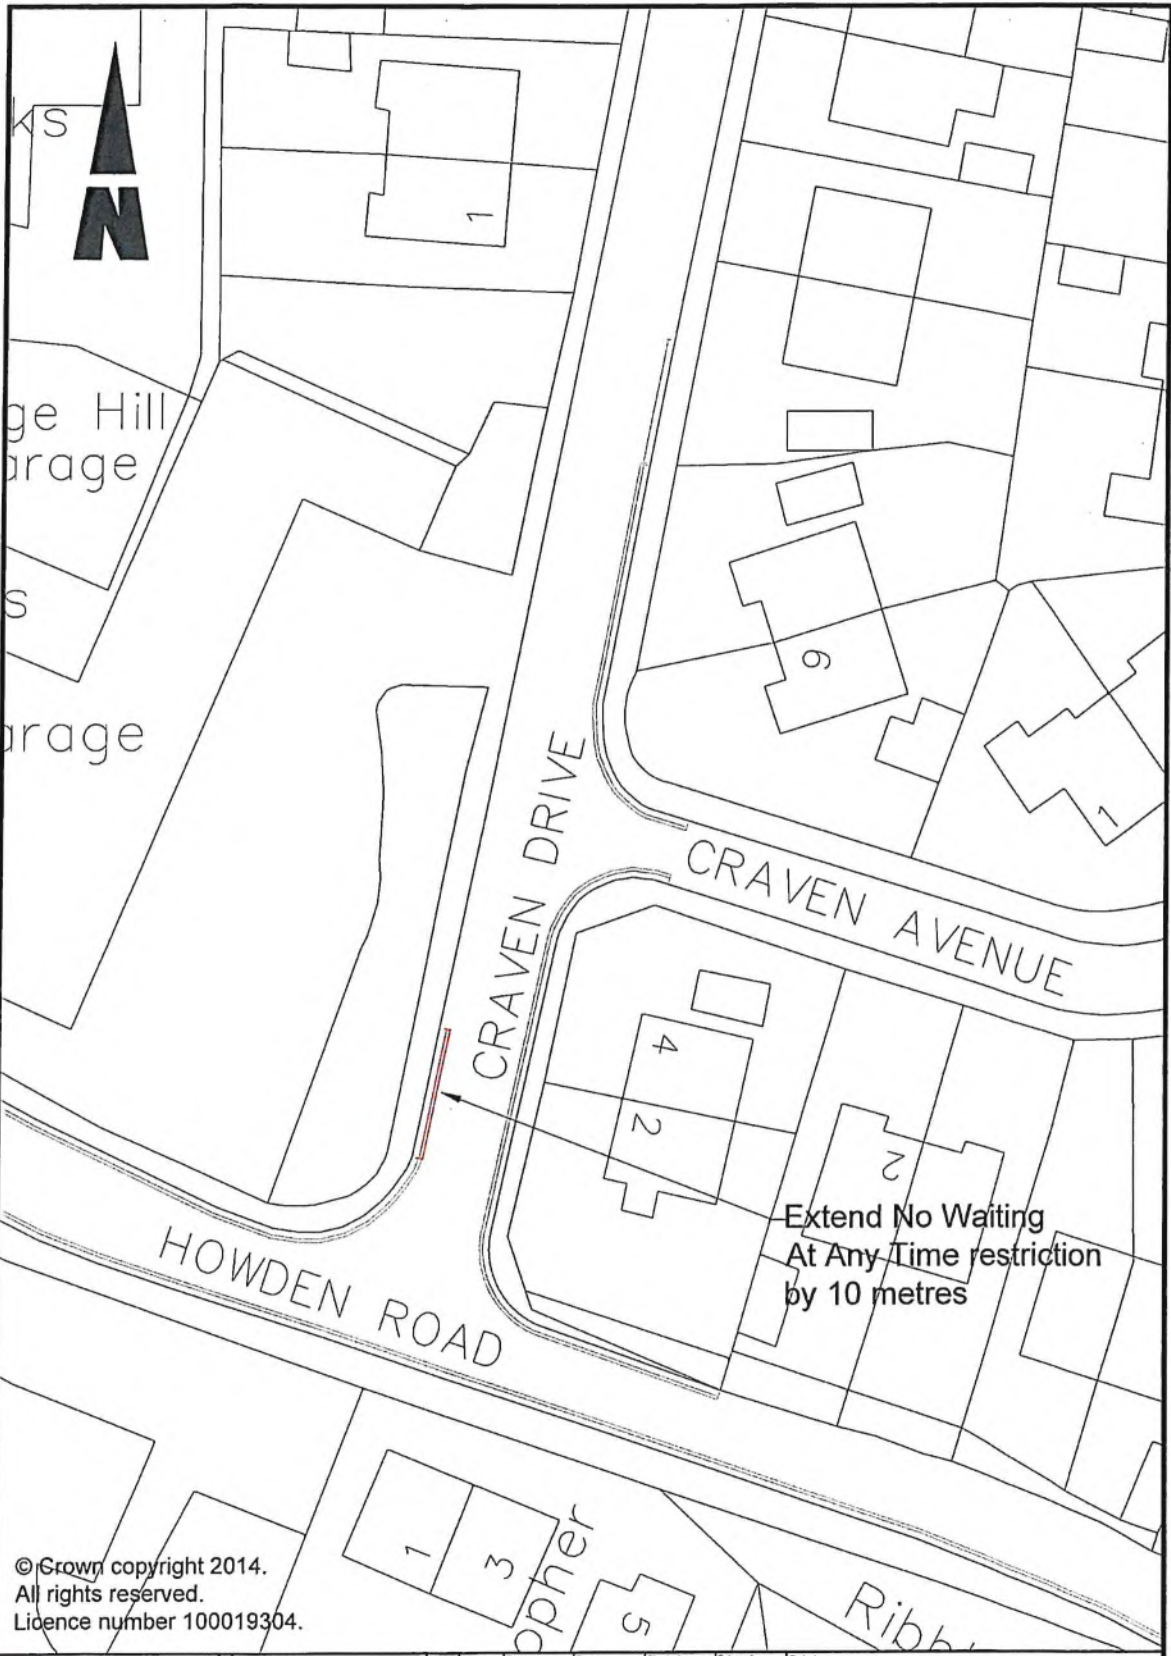 ks
N
1
ge Hill
arage
s
arage
6
1
CRAVEN DRIVE
CRAVEN AVENUE
4
2
2
Extend No Waiting
At Any Time restriction
by 10 metres
HOWDEN ROAD
1
3
5
opher
Ribb
© Crown copyright 2014.
All rights reserved.
Licence number 100019304.